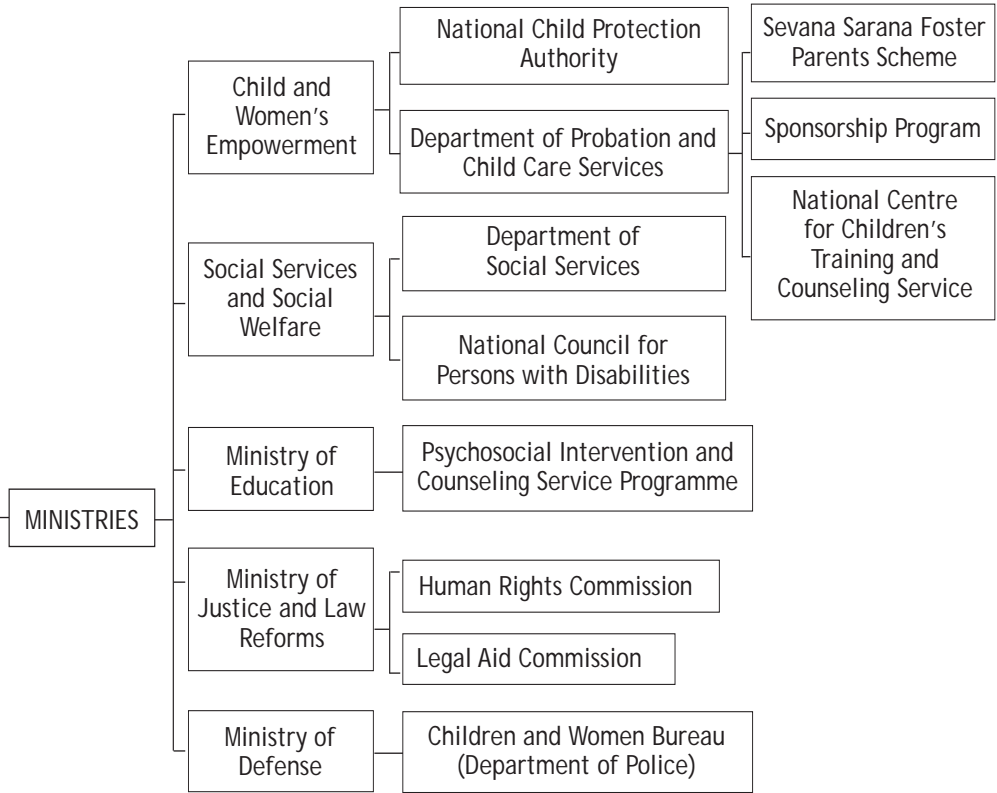 National Child Protection
Authority
Sevana Sarana Foster
Parents Scheme
Child and
Women's
Empowerment
Department of Probation and
Child Care Services
Sponsorship Program
National Centre
for Children's
Training and
Counseling Service
Social Services
and Social
Welfare
Department of
Social Services
National Council for
Persons with Disabilities
MINISTRIES
Ministry of
Education
Psychosocial Intervention and
Counseling Service Programme
Ministry of
Justice and Law
Reforms
Human Rights Commission
Legal Aid Commission
Ministry of
Defense
Children and Women Bureau
(Department of Police)